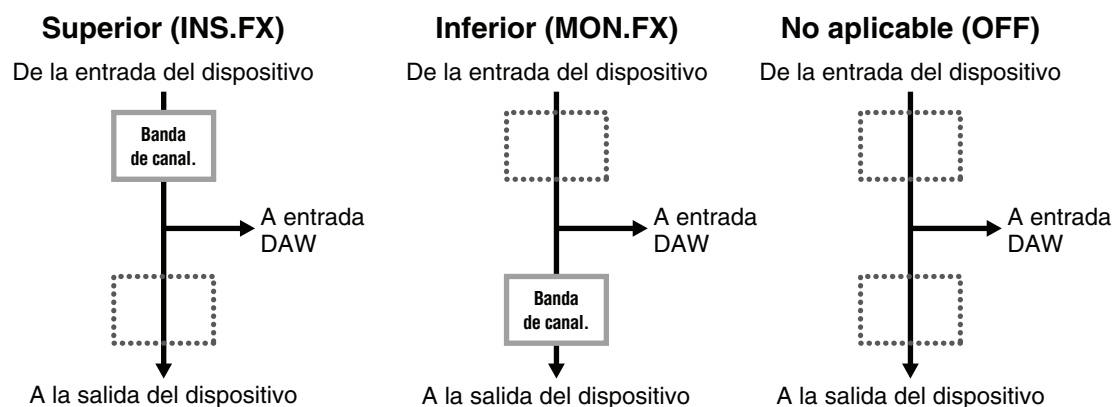 Superior (INS.FX)
De la entrada del dispositivo
Banda
de canal.
A entrada
DAW
A la salida del dispositivo
Inferior (MON.FX)
De la entrada del dispositivo
A entrada
DAW
Banda
de canal.
A la salida del dispositivo
No aplicable (OFF)
De la entrada del dispositivo
A entrada
DAW
A la salida del dispositivo